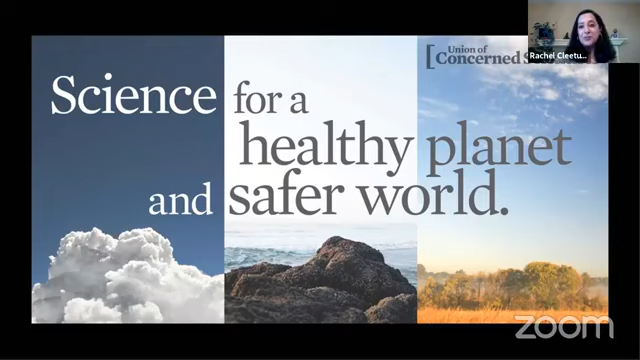 Union of
[Concerned S
Rachel Cleetu...
Science for a
healthy planet
and safer world.
zoom